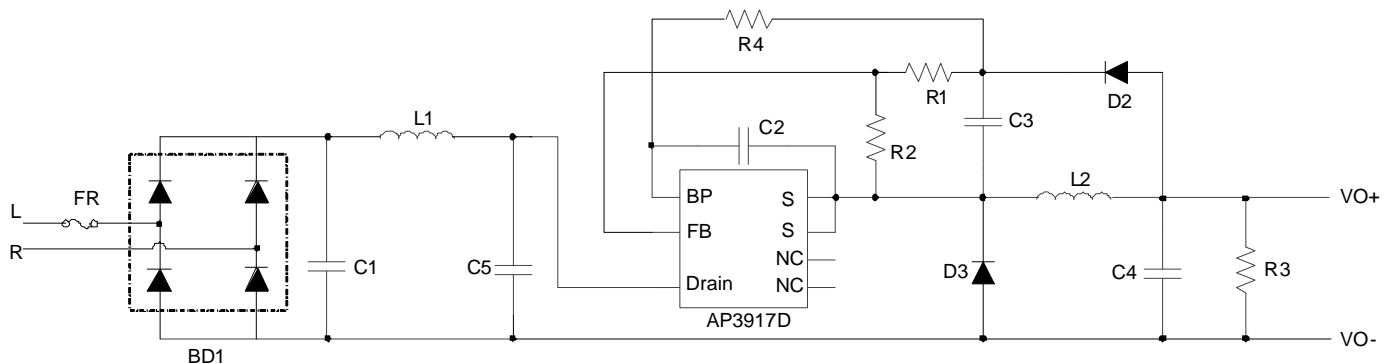 R4
R1
D2
C3
L1
C2
R2
L2
FR
BP
S
VO+
L
FB
S
R
C1
C5
NC
D3
C4
R3
Drain
NC
AP3917D
VO-
BD1